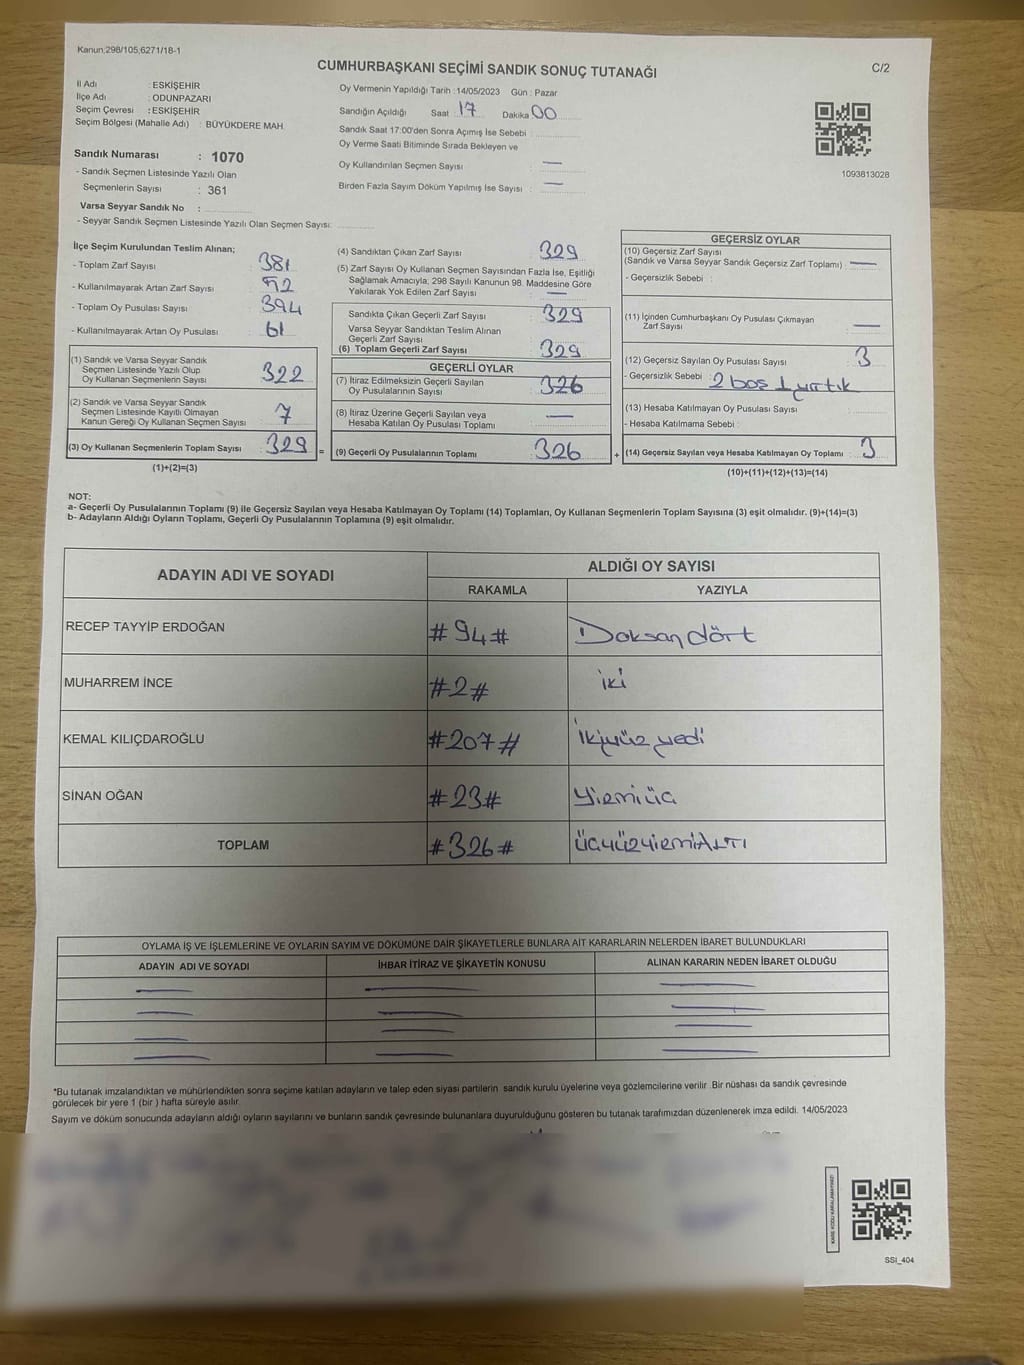 Kanun;298/105,6271/18-1
CUMHURBAŞKANI SEÇİMİ SANDIK SONUÇ TUTANAĞI
C/2
İl Adı : ESKİŞEHİR
İlçe Adı : ODUNPAZARI
Seçim Çevresi : ESKİŞEHİR
Seçim Bölgesi (Mahalle Adı) : BÜYÜKDERE MAH.
Sandık Numarası : 1070
- Sandık Seçmen Listesinde Yazılı Olan
Seçmenlerin Sayısı : 361
Varsa Seyyar Sandık No :
- Seyyar Sandık Seçmen Listesinde Yazılı Olan Seçmen Sayısı:
Oy Vermenin Yapıldığı Tarih :14/05/2023 Gün : Pazar
Sandığın Açıldığı Saat 17 Dakika 00
Sandık Saat 17:00'den Sonra Açımış İse Sebebi :
Oy Verme Saati Bitiminde Sırada Bekleyen ve
Oy Kullandırılan Seçmen Sayısı : —
Birden Fazla Sayım Döküm Yapılmış İse Sayısı : —
1093813028
İlçe Seçim Kurulundan Teslim Alınan;
- Toplam Zarf Sayısı : 381
- Kullanılmayarak Artan Zarf Sayısı : 52
- Toplam Oy Pusulası Sayısı : 394
- Kullanılmayarak Artan Oy Pusulası : 61
(1) Sandık ve Varsa Seyyar Sandık
Seçmen Listesinde Yazılı Olup
Oy Kullanan Seçmenlerin Sayısı : 322
(2) Sandık ve Varsa Seyyar Sandık
Seçmen Listesinde Kayıtlı Olmayan
Kanun Gereği Oy Kullanan Seçmen Sayısı : 7
(3) Oy Kullanan Seçmenlerin Toplam Sayısı : 329 =
(1)+(2)=(3)
(4) Sandıktan Çıkan Zarf Sayısı : 329
(5) Zarf Sayısı Oy Kullanan Seçmen Sayısından Fazla İse, Eşitliği
Sağlamak Amacıyla; 298 Sayılı Kanunun 98. Maddesine Göre
Yakılarak Yok Edilen Zarf Sayısı : —
Sandıkta Çıkan Geçerli Zarf Sayısı : 329
Varsa Seyyar Sandıktan Teslim Alınan
Geçerli Zarf Sayısı :
(6) Toplam Geçerli Zarf Sayısı : 329
GEÇERLİ OYLAR
(7) İtiraz Edilmeksizin Geçerli Sayılan
Oy Pusulalarının Sayısı : 326
(8) İtiraz Üzerine Geçerli Sayılan veya
Hesaba Katılan Oy Pusulası Toplamı : —
(9) Geçerli Oy Pusulalarının Toplamı : 326 +
GEÇERSİZ OYLAR
(10) Geçersiz Zarf Sayısı
(Sandık ve Varsa Seyyar Sandık Geçersiz Zarf Toplamı) : —
- Geçersizlik Sebebi :
(11) İçinden Cumhurbaşkanı Oy Pusulası Çıkmayan
Zarf Sayısı : —
(12) Geçersiz Sayılan Oy Pusulası Sayısı : 3
- Geçersizlik Sebebi : 2 boş 1 yırtık
(13) Hesaba Katılmayan Oy Pusulası Sayısı :
- Hesaba Katılmama Sebebi :
(14) Geçersiz Sayılan veya Hesaba Katılmayan Oy Toplamı : 3
(10)+(11)+(12)+(13)=(14)
NOT:
a- Geçerli Oy Pusulalarının Toplamı (9) ile Geçersiz Sayılan veya Hesaba Katılmayan Oy Toplamı (14) Toplamları, Oy Kullanan Seçmenlerin Toplam Sayısına (3) eşit olmalıdır. (9)+(14)=(3)
b- Adayların Aldığı Oyların Toplamı, Geçerli Oy Pusulalarının Toplamına (9) eşit olmalıdır.
ADAYIN ADI VE SOYADI
ALDIĞI OY SAYISI
RAKAMLA YAZIYLA
RECEP TAYYİP ERDOĞAN #94# Doksan dört
MUHARREM İNCE #2# iki
KEMAL KILIÇDAROĞLU #207# İkiyüz yedi
SİNAN OĞAN #23# Yirmiüç
TOPLAM #326# ÜÇYÜZYİRMİALTI
OYLAMA İŞ VE İŞLEMLERİNE VE OYLARIN SAYIM VE DÖKÜMÜNE DAİR ŞİKAYETLERLE BUNLARA AİT KARARLARIN NELERDEN İBARET BULUNDUKLARI
ADAYIN ADI VE SOYADI İHBAR İTİRAZ VE ŞİKAYETİN KONUSU ALINAN KARARIN NEDEN İBARET OLDUĞU
*Bu tutanak imzalandıktan ve mühürlendikten sonra seçime katılan adayların ve talep eden siyasi partilerin sandık kurulu üyelerine veya gözlemcilerine verilir .Bir nüshası da sandık çevresinde
görülecek bir yere 1 (bir ) hafta süreyle asılır.
Sayım ve döküm sonucunda adayların aldığı oyların sayılarını ve bunların sandık çevresinde bulunanlara duyurulduğunu gösteren bu tutanak tarafımızdan düzenlenerek imza edildi. 14/05/2023
KARE KODU KARALAMAYINIZ!
SSI_404